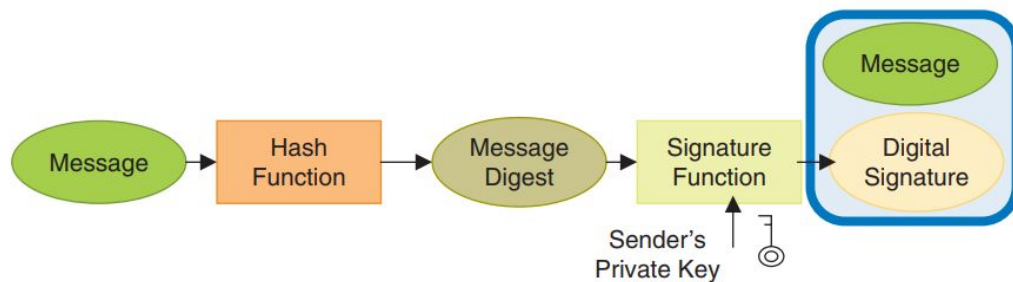 Message
Hash
Function
Message
Digest
Signature
Function
Sender's
Private Key
Message
Digital
Signature